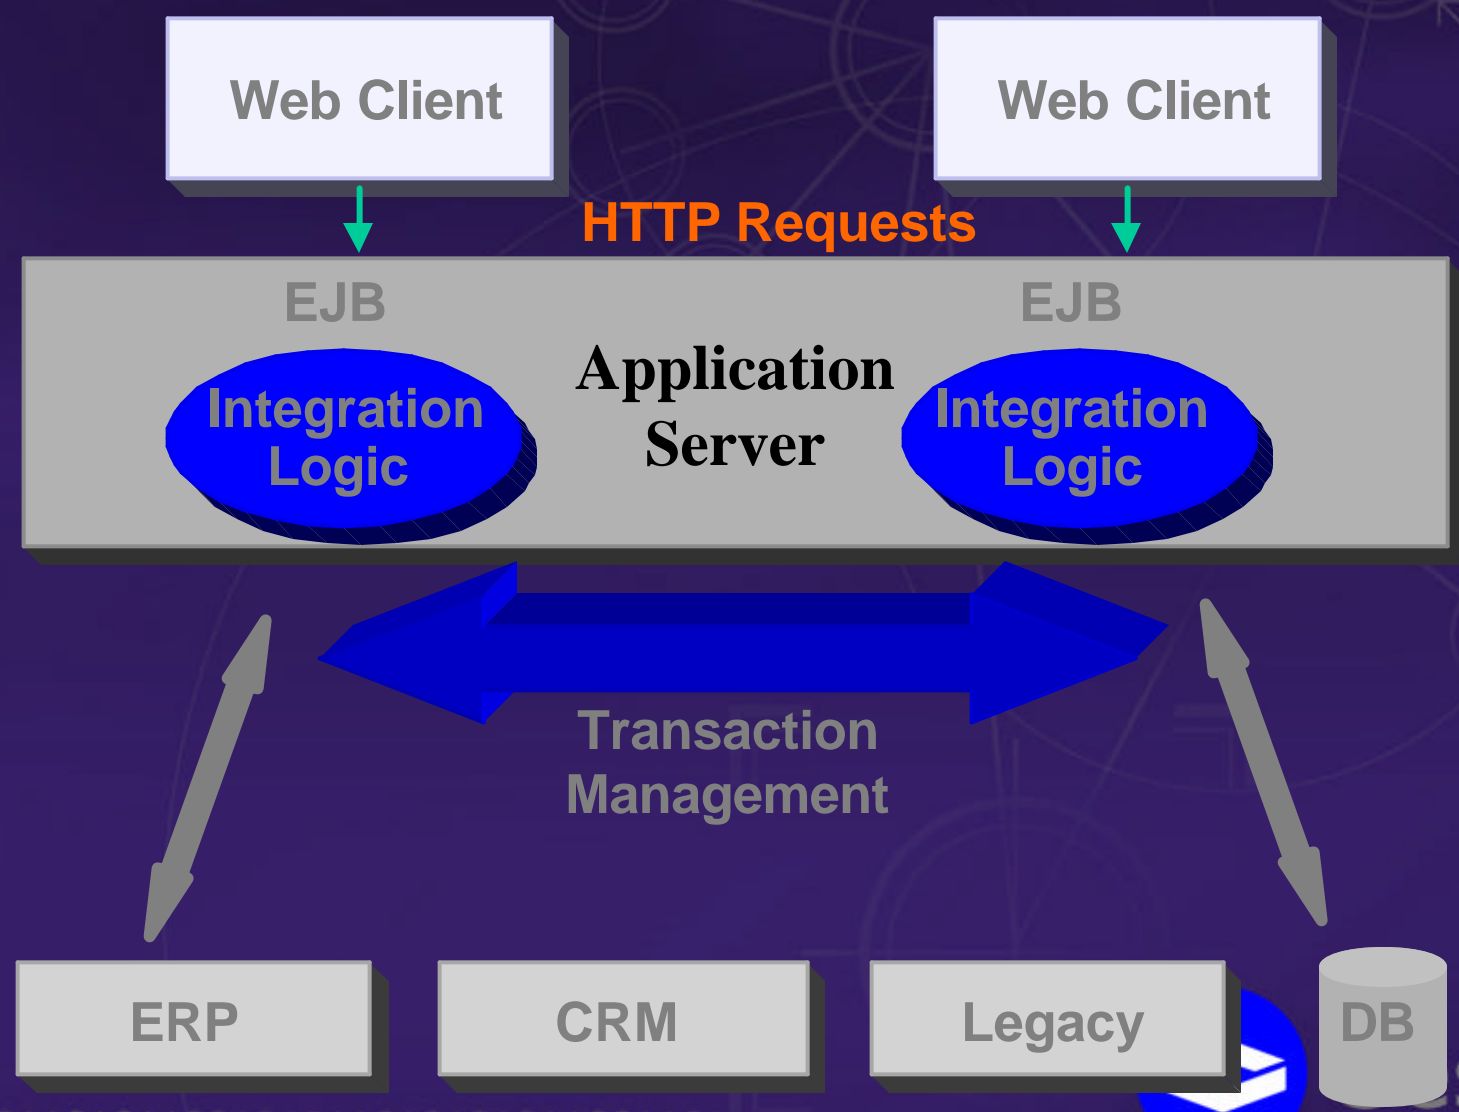 Web Client
Web Client
HTTP Requests
EJB
EJB
Application
Server
Integration
Logic
Integration
Logic
Transaction
Management
ERP
CRM
Legacy
DB